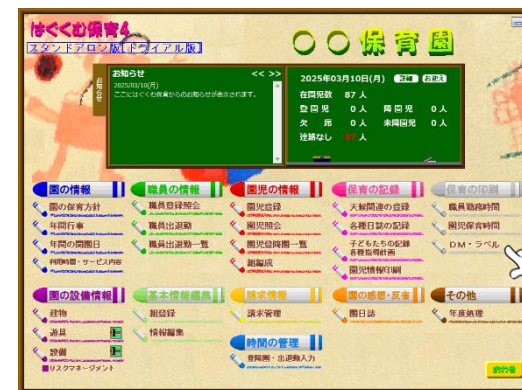 はぐくむ保育4
[スタンドアロン版][トライアル版]
〇〇保育園
お知らせ
お知らせ << >>
2025/03/10(月)
ここにはぐくむ保育からのお知らせが表示されます。
2025年03月10日(月) 詳細 お迎え
在園児数 87 人
登園児 0 人 降園児 0 人
欠席 0 人 未降園児 0 人
連絡なし 87 人
園の情報
園の保育方針
年間行事
年間の開園日
利用時間・サービス内容
職員の情報
職員登録照会
職員出退勤
職員出退勤一覧
園児の情報
園児登録
園児照会
園児登降園一覧
組編成
保育の記録
天候関連の登録
各種日誌の記録
子どもたちの記録
各種指導計画
園児情報印刷
保育の印刷
職員勤務時間
園児保育時間
DM・ラベル
園の設備情報
建物
遊具
設備
■リスクマネージメント
基本情報編集
組登録
情報編集
請求情報
請求管理
時間の管理
登降園・出退勤入力
園の感想・反省
園日誌
その他
年度処理
おわる